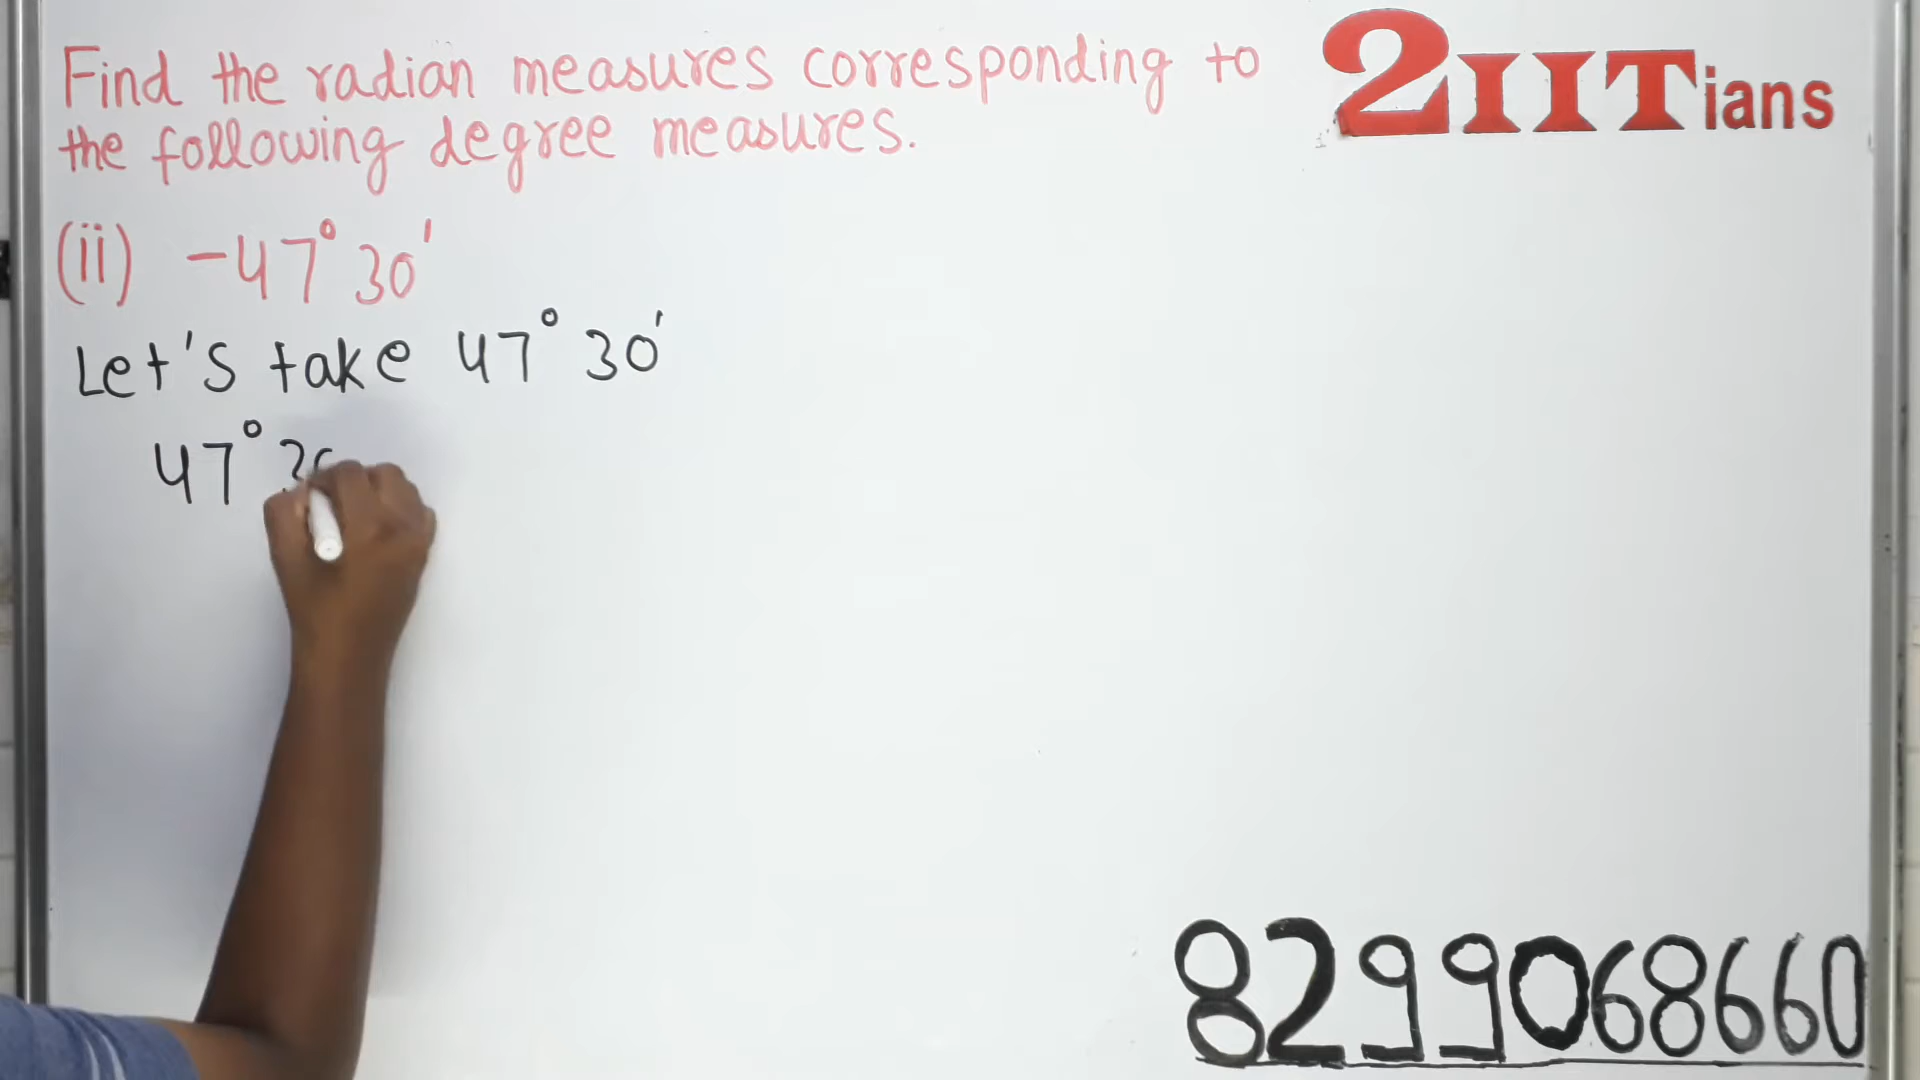 Find the radian measures corresponding to
the following degree measures.
2IITians
(ii) -47° 30'
Let's take 47° 30'
47° 30
8299068660